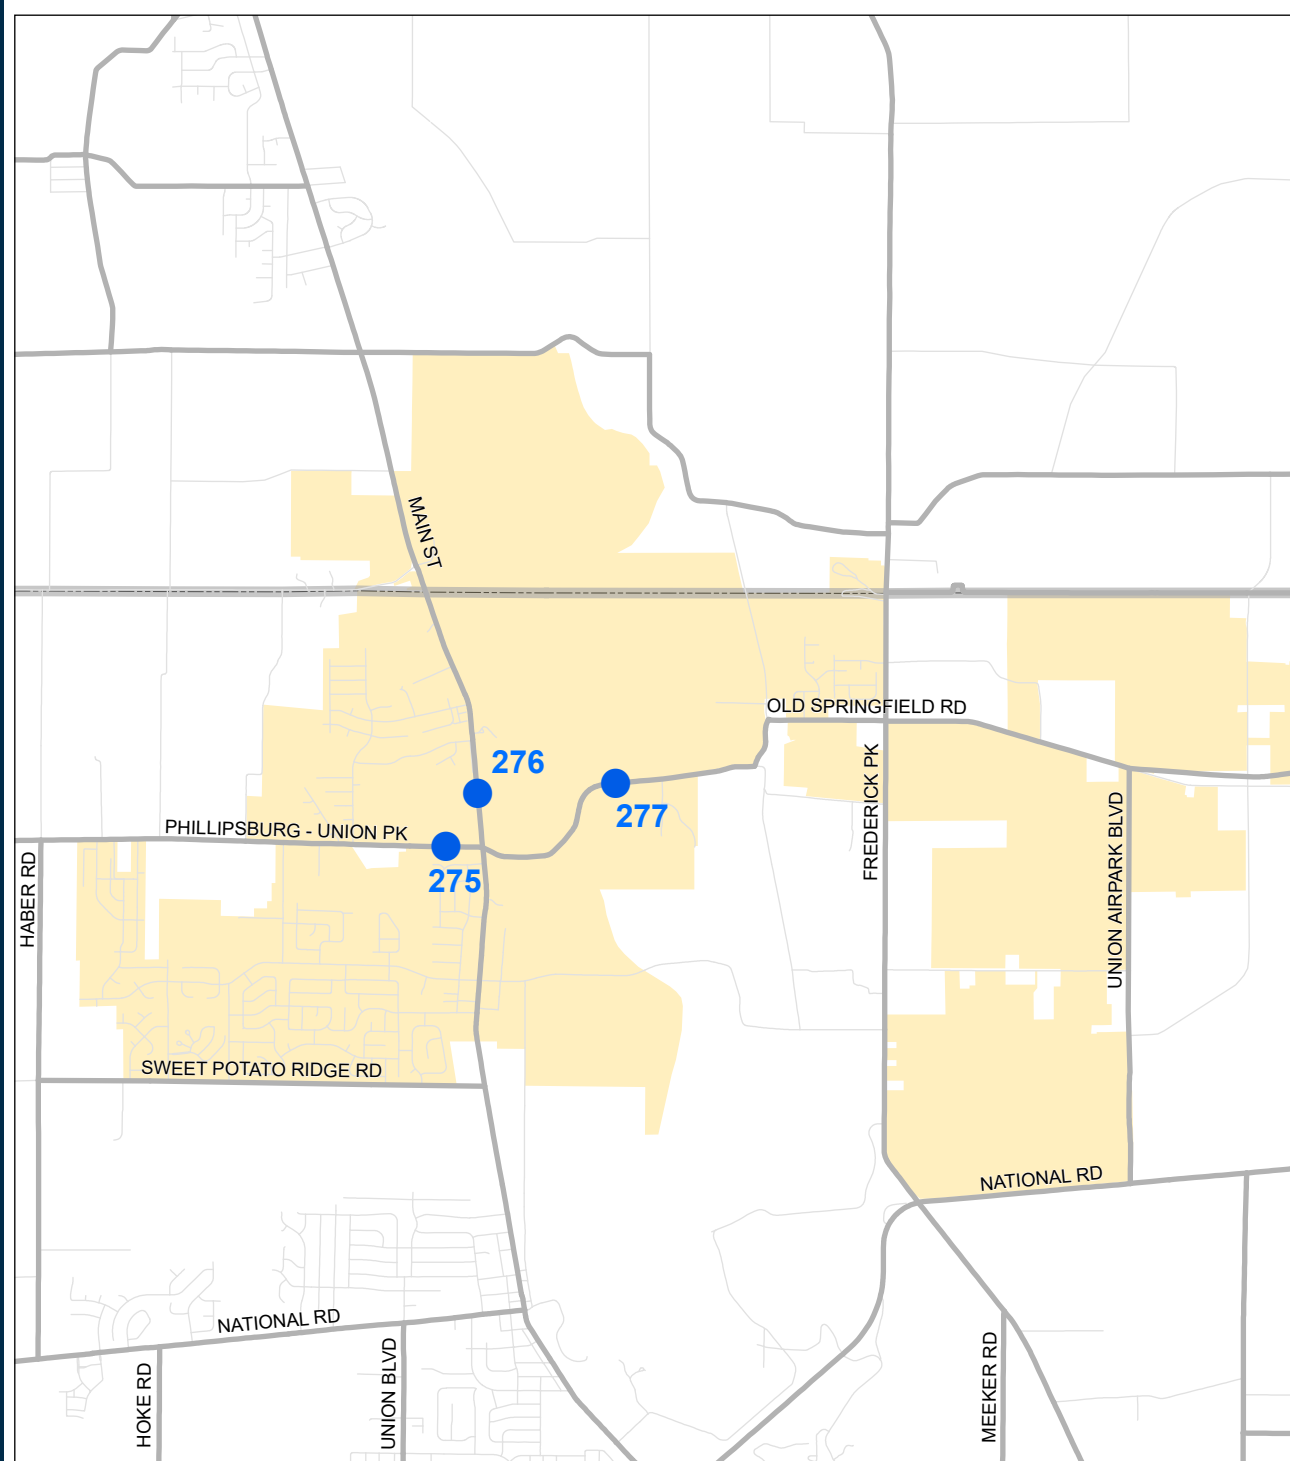 MAIN ST
OLD SPRINGFIELD RD
276
277
FREDERICK PK
UNION AIRPARK BLVD
PHILLIPSBURG - UNION PK
275
HABER RD
SWEET POTATO RIDGE RD
NATIONAL RD
NATIONAL RD
HOKE RD
UNION BLVD
MEEKER RD